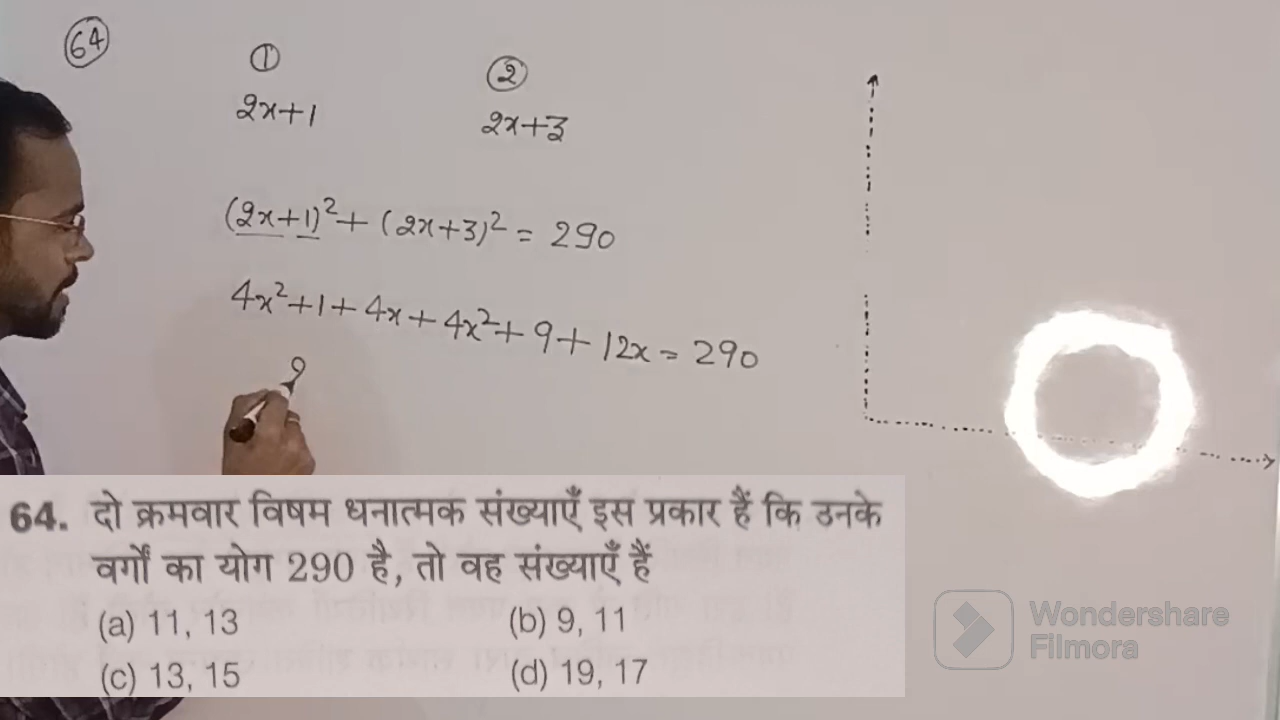 64
① ②
2x+1 2x+3
(2x+1)² + (2x+3)² = 290
4x²+1+4x+4x²+9+12x = 290
64. दो क्रमवार विषम धनात्मक संख्याएँ इस प्रकार हैं कि उनके
वर्गों का योग 290 है, तो वह संख्याएँ हैं
(a) 11, 13 (b) 9, 11
(c) 13, 15 (d) 19, 17
Wondershare
Filmora